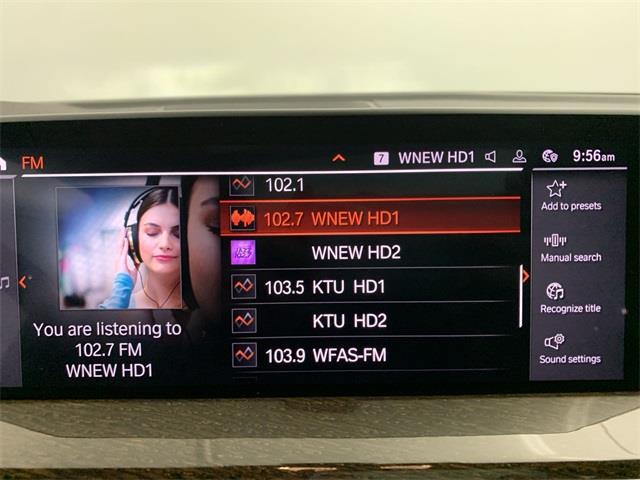 FM
7 WNEW HD1
9:56am
102.1
102.7 WNEW HD1
WNEW HD2
103.5 KTU HD1
KTU HD2
103.9 WFAS-FM
You are listening to
102.7 FM
WNEW HD1
Add to presets
Manual search
Recognize title
Sound settings